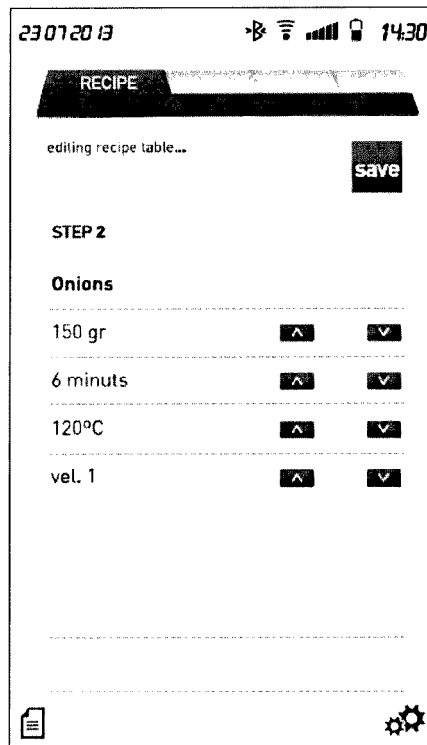 23 07 20 13 14:30
RECIPE
editing recipe table...
save
STEP 2
Onions
150 gr
6 minuts
120ºC
vel. 1